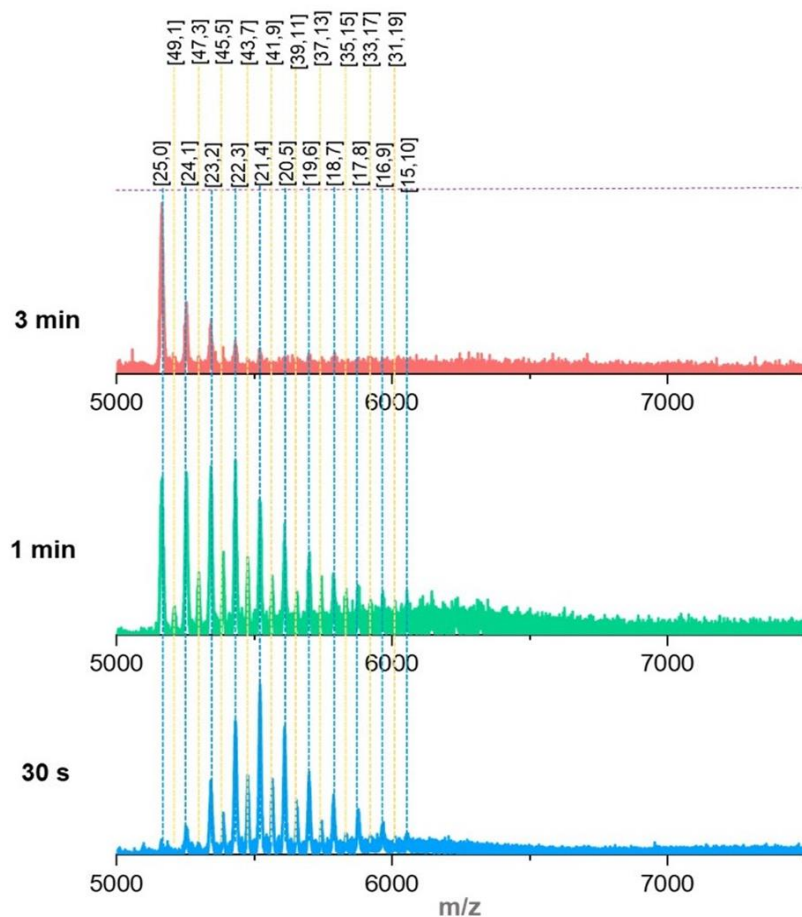 [49,1] [47,3] [45,5] [43,7] [41,9] [39,11] [37,13] [35,15] [33,17] [31,19]
[25,0] [24,1] [23,2] [22,3] [21,4] [20,5] [19,6] [18,7] [17,8] [16,9] [15,10]
3 min
5000 6000 7000
1 min
5000 6000 7000
30 s
5000 6000 7000
m/z